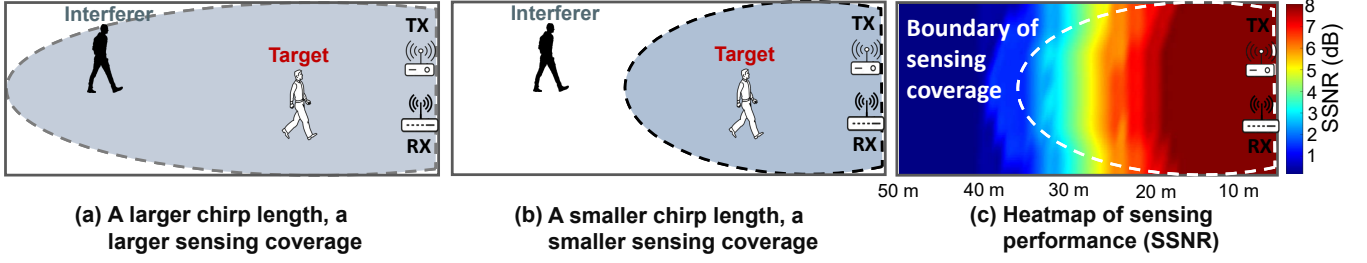 Interferer
Target
TX
RX
(a) A larger chirp length, a
larger sensing coverage
Interferer
Target
TX
RX
(b) A smaller chirp length, a
smaller sensing coverage
Boundary of
sensing
coverage
TX
RX
8
7
6
5
4
3
2
1
SSNR (dB)
50 m 40 m 30 m 20 m 10 m
(c) Heatmap of sensing
performance (SSNR)